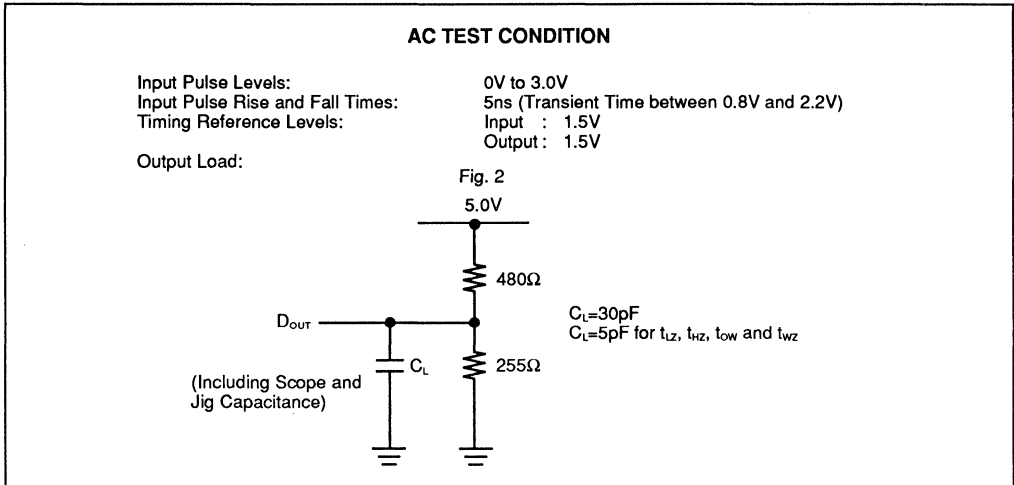 AC TEST CONDITION
Input Pulse Levels: 0V to 3.0V
Input Pulse Rise and Fall Times: 5ns (Transient Time between 0.8V and 2.2V)
Timing Reference Levels: Input : 1.5V
Output : 1.5V
Output Load:
Fig. 2
5.0V
480Ω
DOUT
CL=30pF
CL=5pF for tLZ, tHZ, tOW and tWZ
CL
255Ω
(Including Scope and
Jig Capacitance)